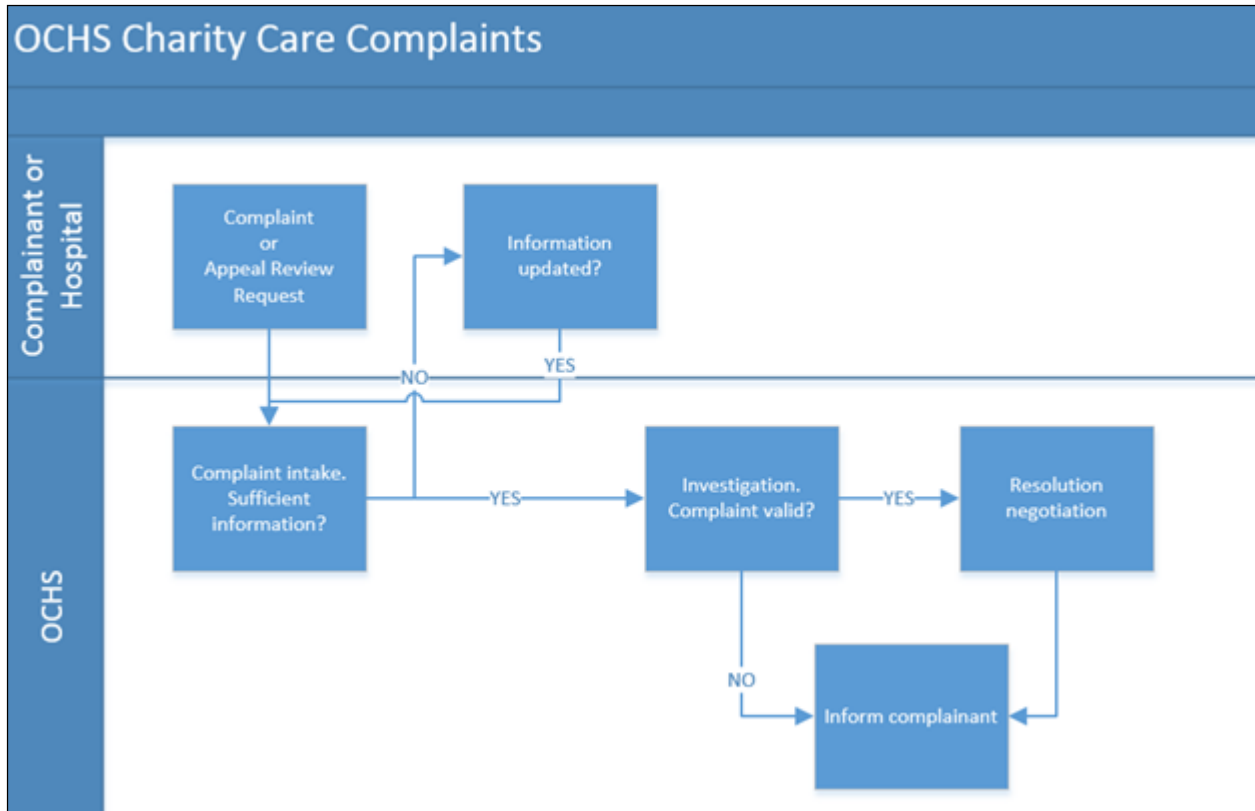 OCHS Charity Care Complaints
Complainant or
Hospital
Complaint
or
Appeal Review
Request
Information
updated?
NO
YES
OCHS
Complaint intake.
Sufficient
information?
YES
Investigation.
Complaint valid?
YES
Resolution
negotiation
NO
Inform complainant